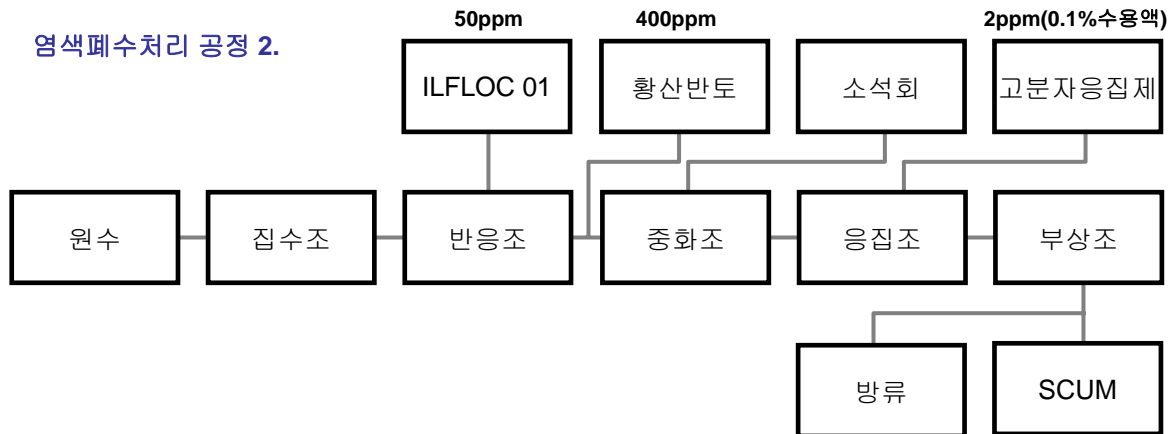 염색폐수처리 공정 2.
50ppm
400ppm
2ppm(0.1%수용액)
ILFLOC 01
황산반토
소석회
고분자응집제
원수
집수조
반응조
중화조
응집조
부상조
방류
SCUM